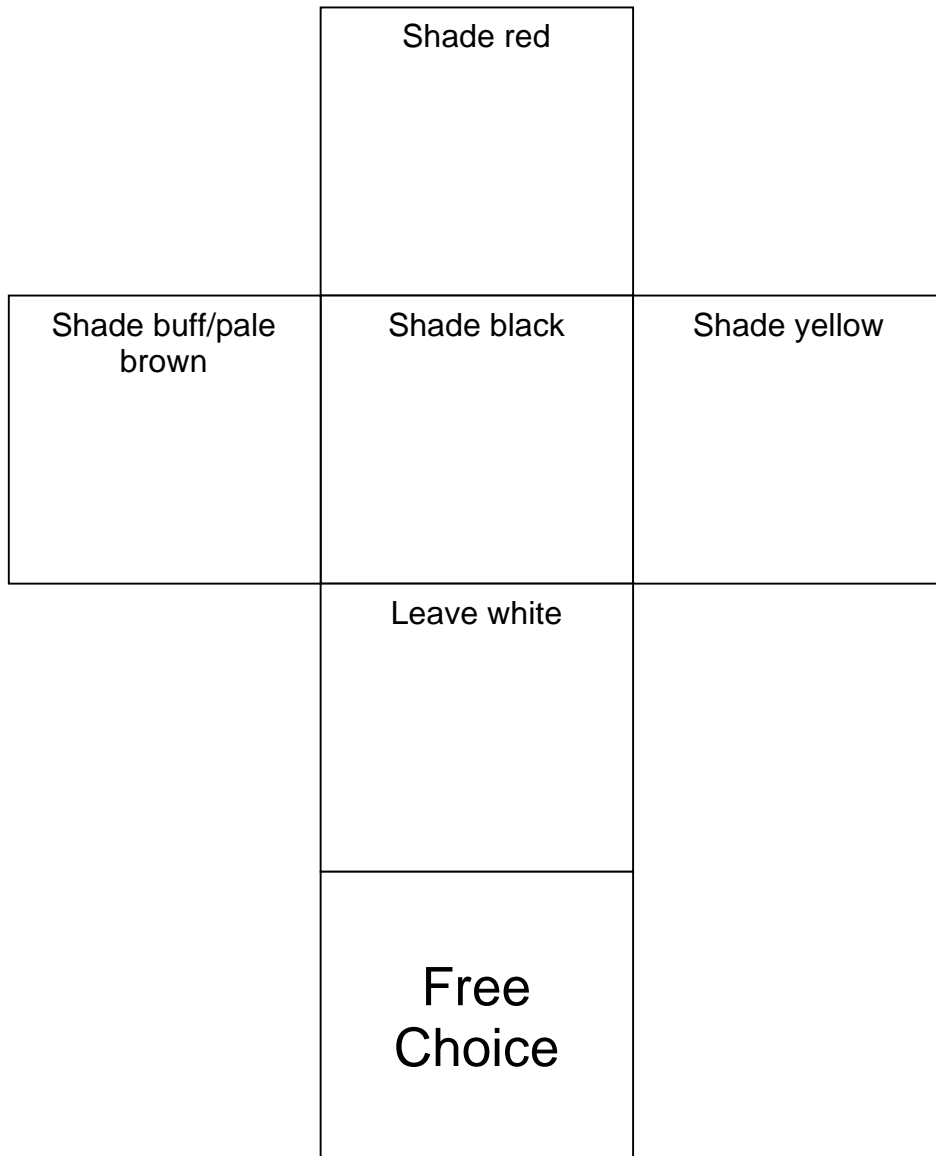 Shade red
Shade buff/pale
brown
Shade black
Shade yellow
Leave white
Free
Choice